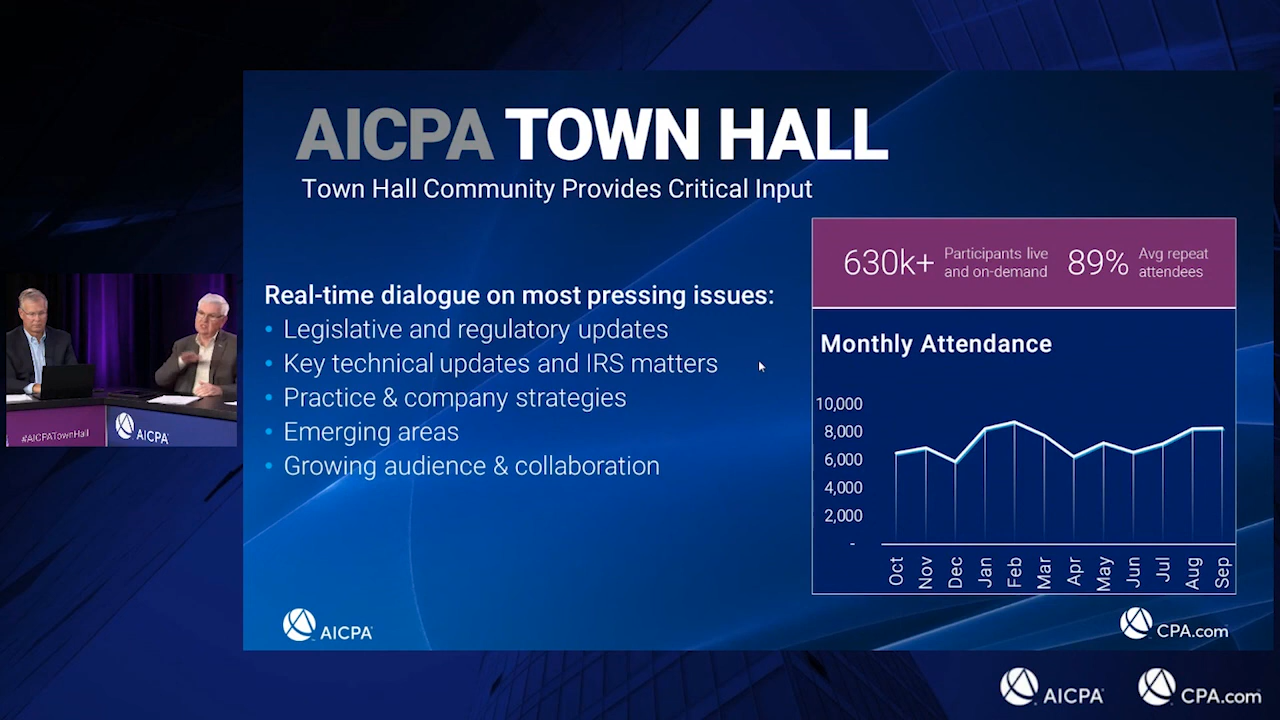 AICPA TOWN HALL
Town Hall Community Provides Critical Input
Real-time dialogue on most pressing issues:
• Legislative and regulatory updates
• Key technical updates and IRS matters
• Practice & company strategies
• Emerging areas
• Growing audience & collaboration
630k+ Participants live
and on-demand
89% Avg repeat
attendees
Monthly Attendance
10,000
8,000
6,000
4,000
2,000
-
Oct Nov Dec Jan Feb Mar Apr May Jun Jul Aug Sep
#AICPATownHall
AICPA
AICPA
CPA.com
AICPA
CPA.com